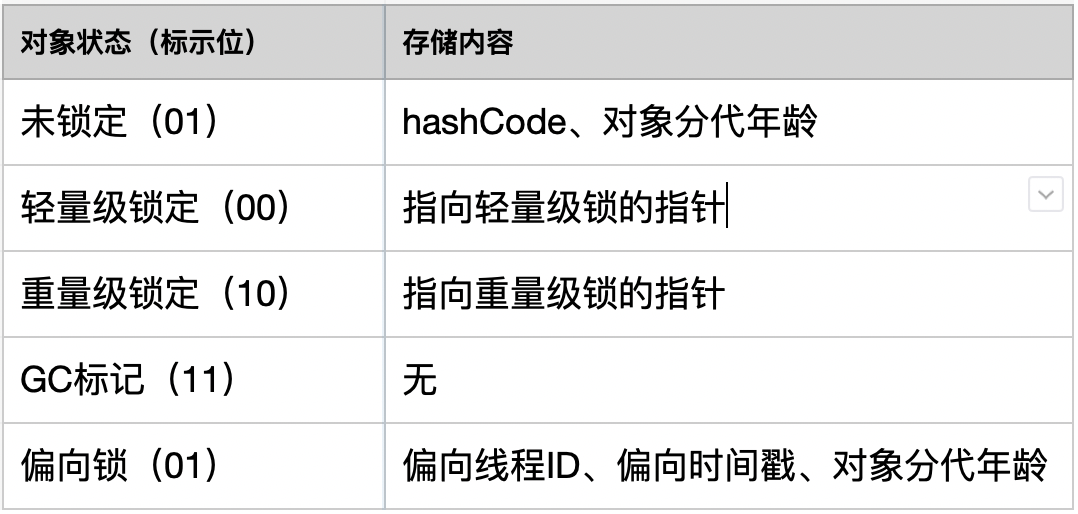 对象状态（标示位） 存储内容
未锁定（01） hashCode、对象分代年龄
轻量级锁定（00） 指向轻量级锁的指针
重量级锁定（10） 指向重量级锁的指针
GC标记（11） 无
偏向锁（01） 偏向线程ID、偏向时间戳、对象分代年龄